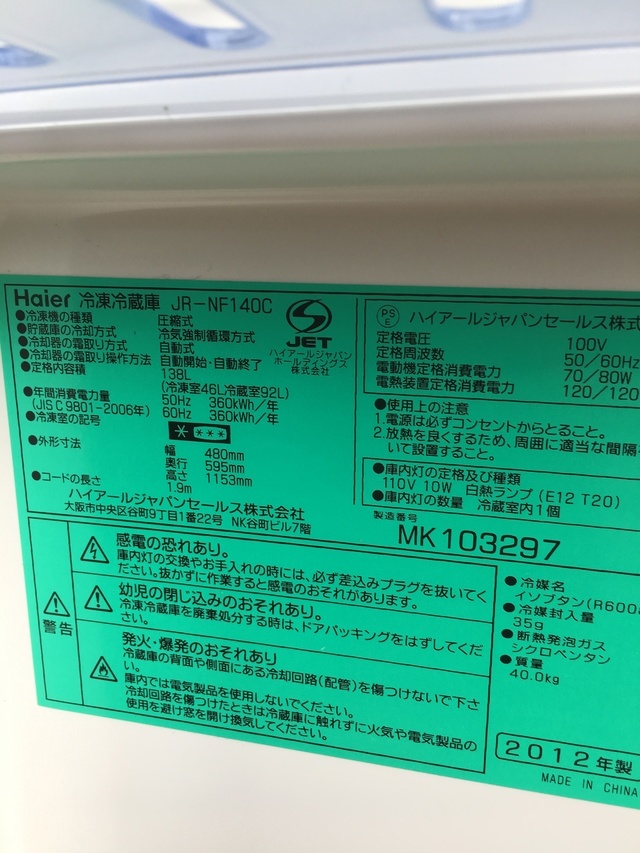 Haier 冷凍冷蔵庫 JR-NF140C
●冷凍機の種類 圧縮式
●貯蔵庫の冷却方式 冷気強制循環方式
●冷却器の霜取り方式 自動式
●冷却器の霜取り操作方法 自動開始・自動終了
●定格内容積 138L
(冷凍室46L冷蔵室92L)
●年間消費電力量 50Hz 360kWh/年
(JIS C 9801-2006年) 60Hz 360kWh/年
●冷凍室の記号
●外形寸法 幅 480mm
奥行 595mm
高さ 1153mm
●コードの長さ 1.9m
ハイアールジャパンセールス株式会社
大阪市中央区谷町9丁目1番22号 NK谷町ビル7階
JET
ハイアールジャパン
ホールディングス
株式会社
PS
E
ハイアールジャパンセールス株式
定格電圧 100V
定格周波数 50/60Hz
電動機定格消費電力 70/80W
電熱装置定格消費電力 120/120
●使用上の注意
1.電源は必ずコンセントからとること。
2.放熱を良くするため、周囲に適当な間隔
いて設置すること。
●庫内灯の定格及び種類
110V 10W 白熱ランプ(E12 T20)
●庫内灯の数量 冷蔵室内1個
製造番号
MK103297
警告
感電の恐れあり。
庫内灯の交換やお手入れの時には、必ず差込みプラグを抜いてく
ださい。抜かずに作業すると感電のおそれがあります。
幼児の閉じ込みのおそれあり。
冷凍冷蔵庫を廃棄処分する時は、ドアパッキングをはずしてくだ
さい。
発火・爆発のおそれあり
冷蔵庫の背面や側面にある冷却回路(配管)を傷つけないで下さ
い。
庫内では電気製品を使用しないでください。
冷却回路を傷つけたときは冷蔵庫に触れずに火気や電気製品の
使用を避け窓を開け換気してください。
●冷媒名
イソブタン(R600
●冷媒封入量
35g
●断熱発泡ガス
シクロペンタン
●質量
40.0kg
2012年製
MADE IN CHINA